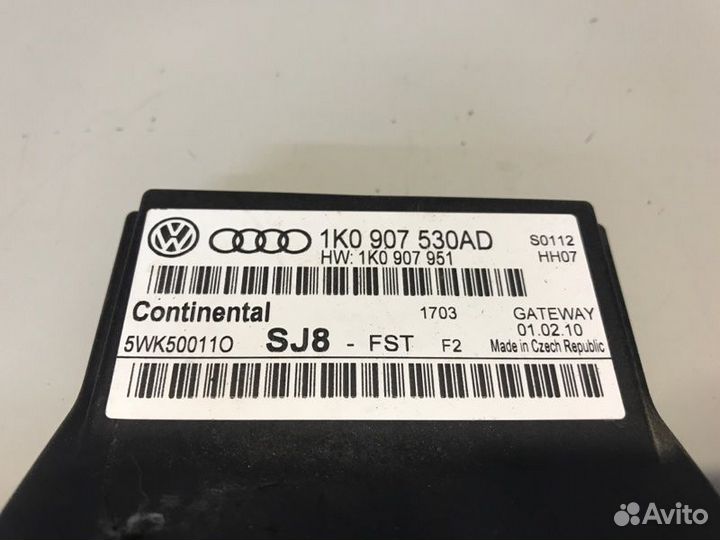 1K0 907 530AD S0112
HW: 1K0 907 951 HH07
Continental 1703 GATEWAY
01.02.10
5WK50011O SJ8 - FST F2 Made in Czech Republic
Avito